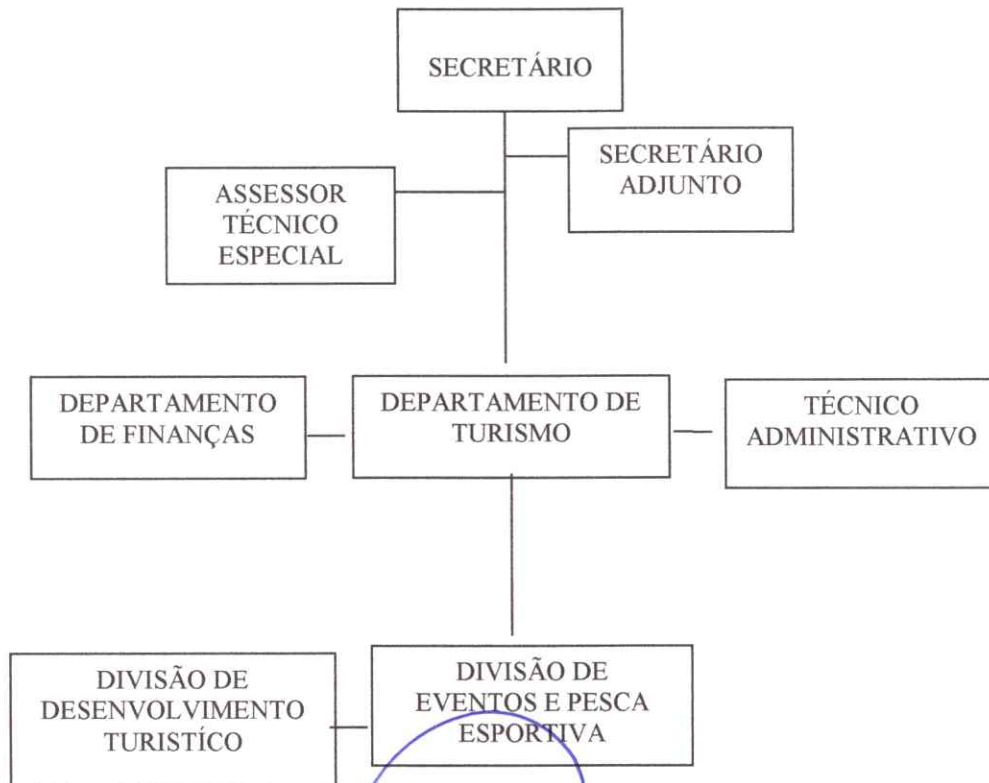 SECRETÁRIO
SECRETÁRIO
ADJUNTO
ASSESSOR
TÉCNICO
ESPECIAL
DEPARTAMENTO
DE FINANÇAS
DEPARTAMENTO DE
TURISMO
TÉCNICO
ADMINISTRATIVO
DIVISÃO DE
DESENVOLVIMENTO
TURISTÍCO
DIVISÃO DE
EVENTOS E PESCA
ESPORTIVA